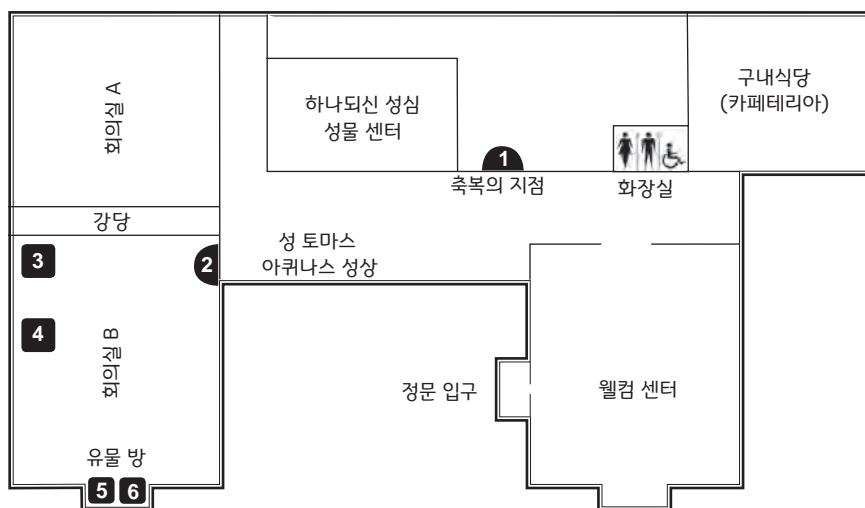 회의실 A
하나되신 성심
성물 센터
구내식당
(카페테리아)
1
축복의 지점
화장실
강당
3
2
성 토마스
아퀴나스 성상
4
회의실 B
정문 입구
웰컴 센터
유물 방
5
6